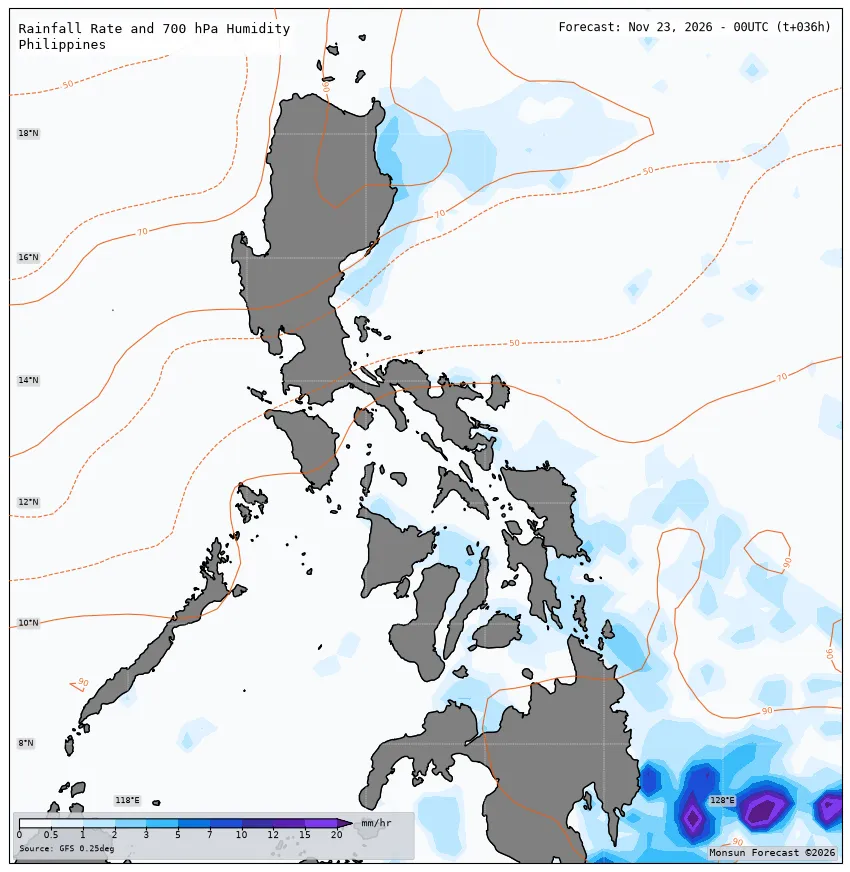 Rainfall Rate and 700 hPa Humidity
Philippines
Forecast: Nov 23, 2026 - 00UTC (t+036h)
50
90
18°N
50
70
70
16°N
50
14°N
70
12°N
90
10°N
90
90
90
8°N
118°E
128°E
0 0.5 1 2 3 5 7 10 12 15 20 mm/hr
90
Source: GFS 0.25deg
Monsun Forecast ©2026